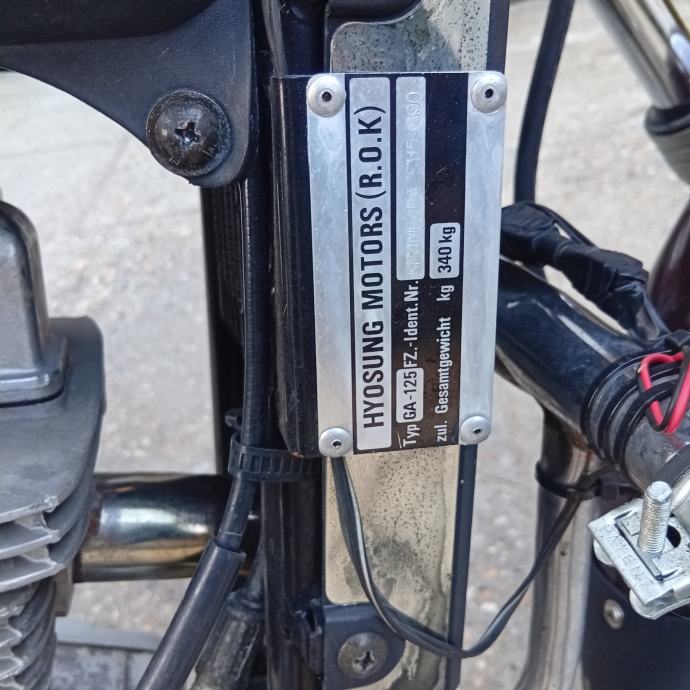 HYOSUNG MOTORS (R.O.K)
Typ GA-125 FZ.-Ident.Nr.
zul. Gesamtgewicht kg 340 kg